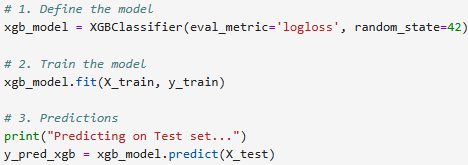 # 1. Define the model
xgb_model = XGBClassifier(eval_metric='logloss', random_state=42)
# 2. Train the model
xgb_model.fit(X_train, y_train)
# 3. Predictions
print("Predicting on Test set...")
y_pred_xgb = xgb_model.predict(X_test)